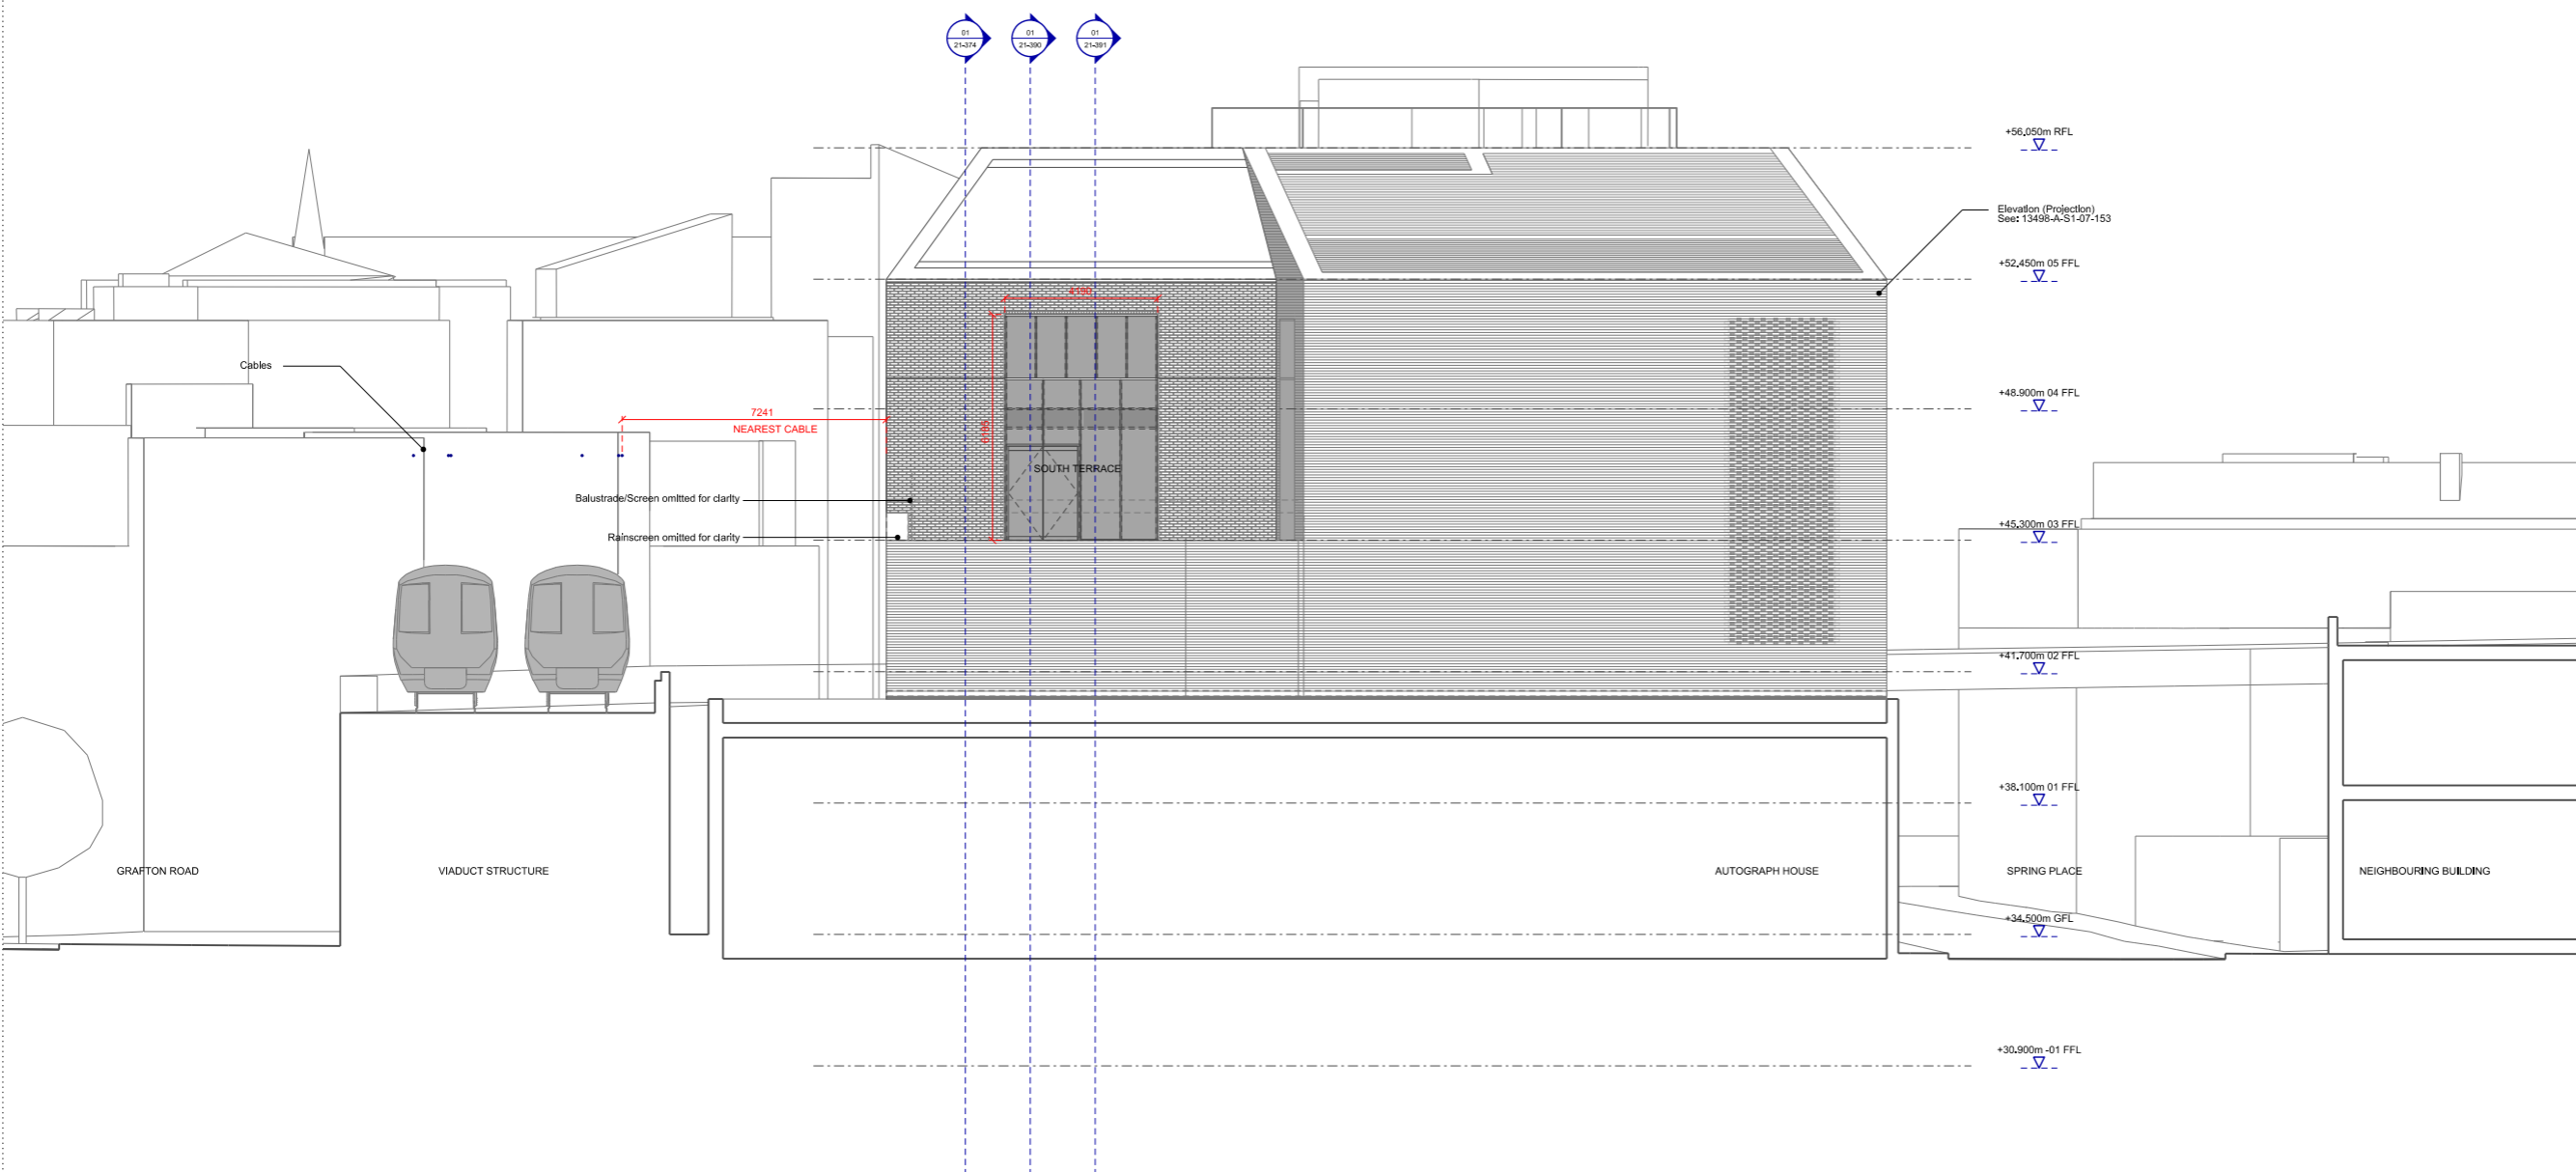 01 01 01
21-374 21-390 21-391
+56.050m RFL
Elevation (Projection)
See: 13498-A-S1-07-153
+52.450m 05 FFL
4190
Cables
+48.900m 04 FFL
7241
NEAREST CABLE
6185
SOUTH TERRACE
Balustrade/Screen omitted for clarity
+45.300m 03 FFL
Rainscreen omitted for clarity
+41.700m 02 FFL
+38.100m 01 FFL
GRAFTON ROAD VIADUCT STRUCTURE AUTOGRAPH HOUSE SPRING PLACE NEIGHBOURING BUILDING
+34.500m GFL
+30.900m -01 FFL